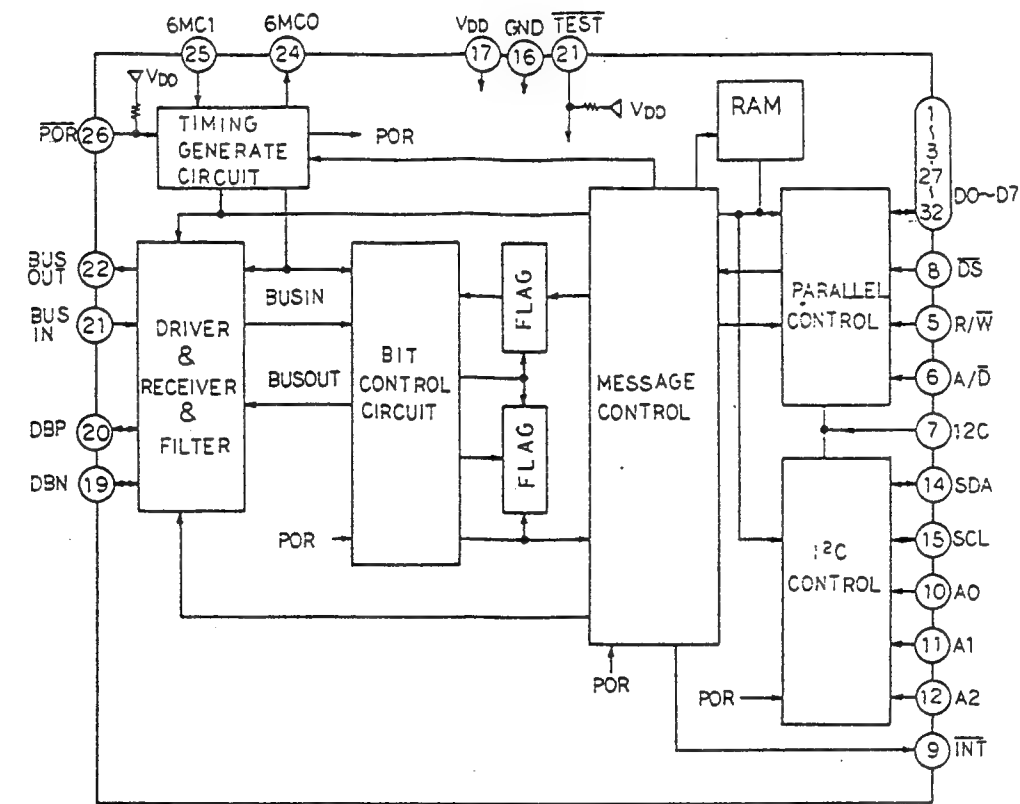 6MC1
6MCO
VDD
GND
TEST
25
24
17
16
21
VDD
VDD
POR
26
TIMING
GENERATE
CIRCUIT
POR
RAM
1
~
3
27
~
32
D0~D7
BUS
OUT
22
BUS
IN
21
DBP
20
DBN
19
DRIVER
&
RECEIVER
&
FILTER
BUSIN
BUSOUT
BIT
CONTROL
CIRCUIT
POR
FLAG
FLAG
MESSAGE
CONTROL
POR
PARALLEL
CONTROL
8
DS
5
R/W
6
A/D
7
I2C
14
SDA
15
SCL
I²C
CONTROL
POR
10
A0
11
A1
12
A2
9
INT